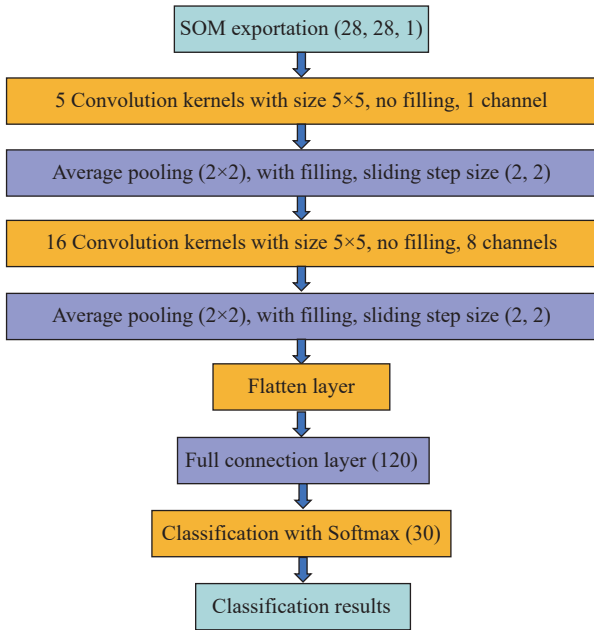 SOM exportation (28, 28, 1)
5 Convolution kernels with size 5×5, no filling, 1 channel
Average pooling (2×2), with filling, sliding step size (2, 2)
16 Convolution kernels with size 5×5, no filling, 8 channels
Average pooling (2×2), with filling, sliding step size (2, 2)
Flatten layer
Full connection layer (120)
Classification with Softmax (30)
Classification results